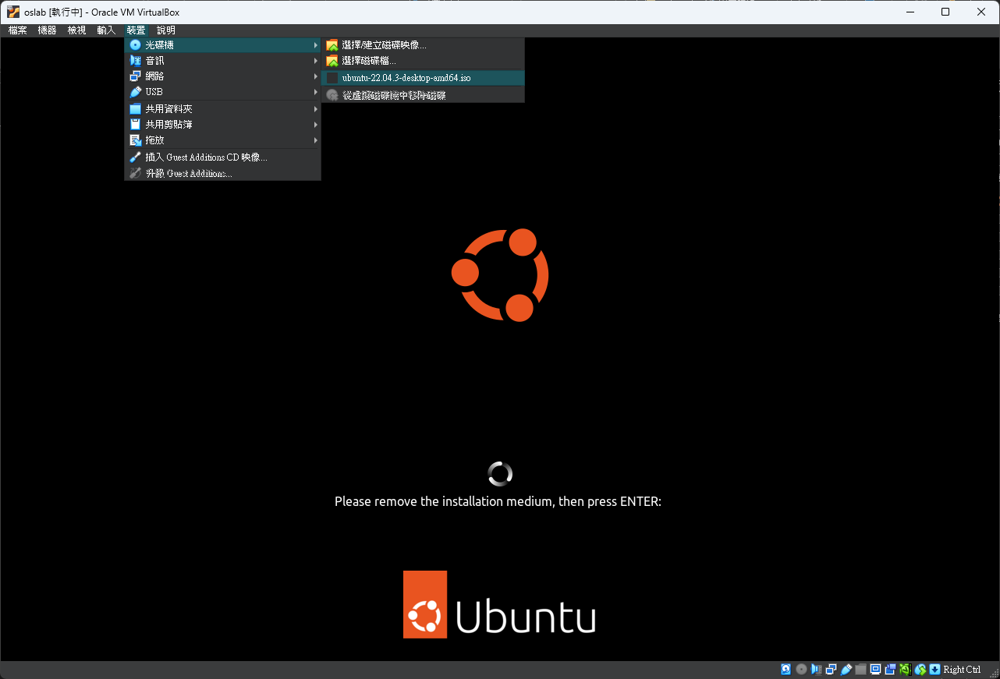 oslab [執行中] - Oracle VM VirtualBox
檔案 機器 檢視 輸入 裝置 說明
光碟機
音訊
網路
USB
共用資料夾
共用剪貼簿
拖放
插入 Guest Additions CD 映像...
升級 Guest Additions...
選擇/建立磁碟映像...
選擇磁碟檔...
ubuntu-22.04.3-desktop-amd64.iso
從虛擬磁碟機中移除磁碟
Please remove the installation medium, then press ENTER:
Ubuntu
Right Ctrl